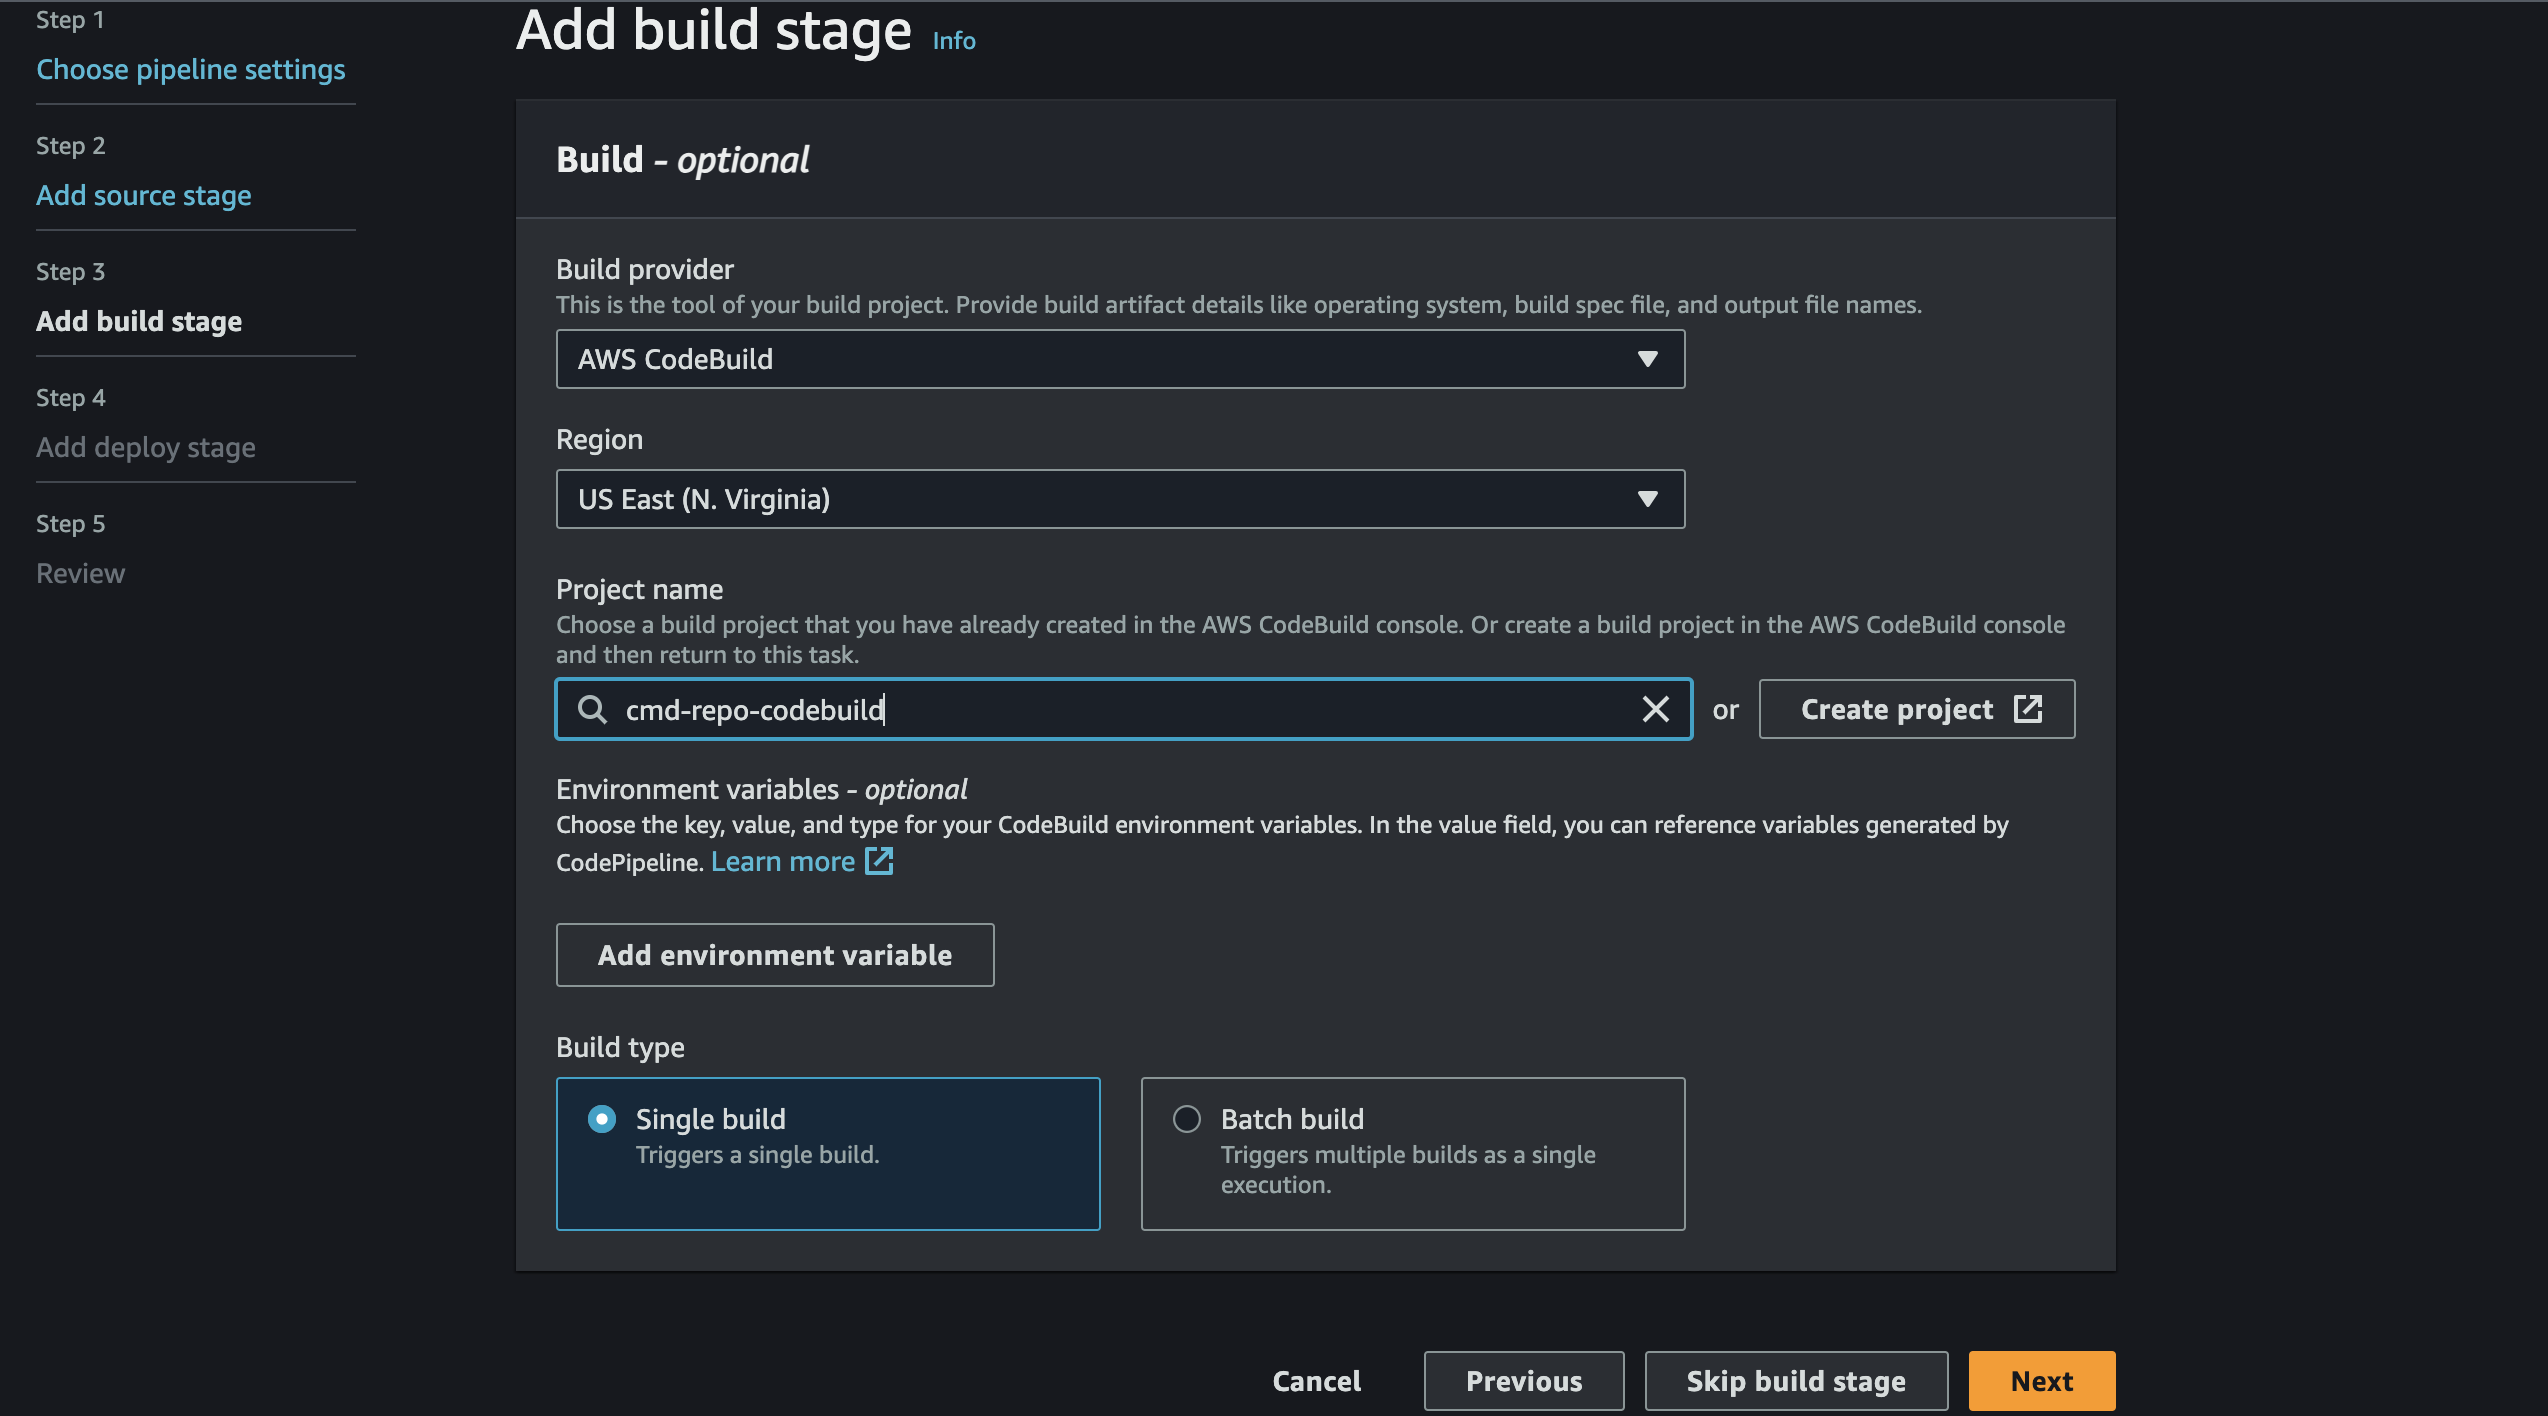 Step 1
Choose pipeline settings
Step 2
Add source stage
Step 3
Add build stage
Step 4
Add deploy stage
Step 5
Review
Add build stage Info
Build - optional
Build provider
This is the tool of your build project. Provide build artifact details like operating system, build spec file, and output file names.
AWS CodeBuild
Region
US East (N. Virginia)
Project name
Choose a build project that you have already created in the AWS CodeBuild console. Or create a build project in the AWS CodeBuild console
and then return to this task.
cmd-repo-codebuild or Create project
Environment variables - optional
Choose the key, value, and type for your CodeBuild environment variables. In the value field, you can reference variables generated by
CodePipeline. Learn more
Add environment variable
Build type
Single build
Triggers a single build.
Batch build
Triggers multiple builds as a single
execution.
Cancel Previous Skip build stage Next